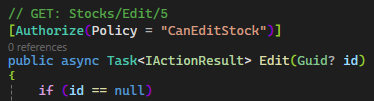 // GET: Stocks/Edit/5
[Authorize(Policy = "CanEditStock")]
0 references
public async Task<IActionResult> Edit(Guid? id)
{
if (id == null)